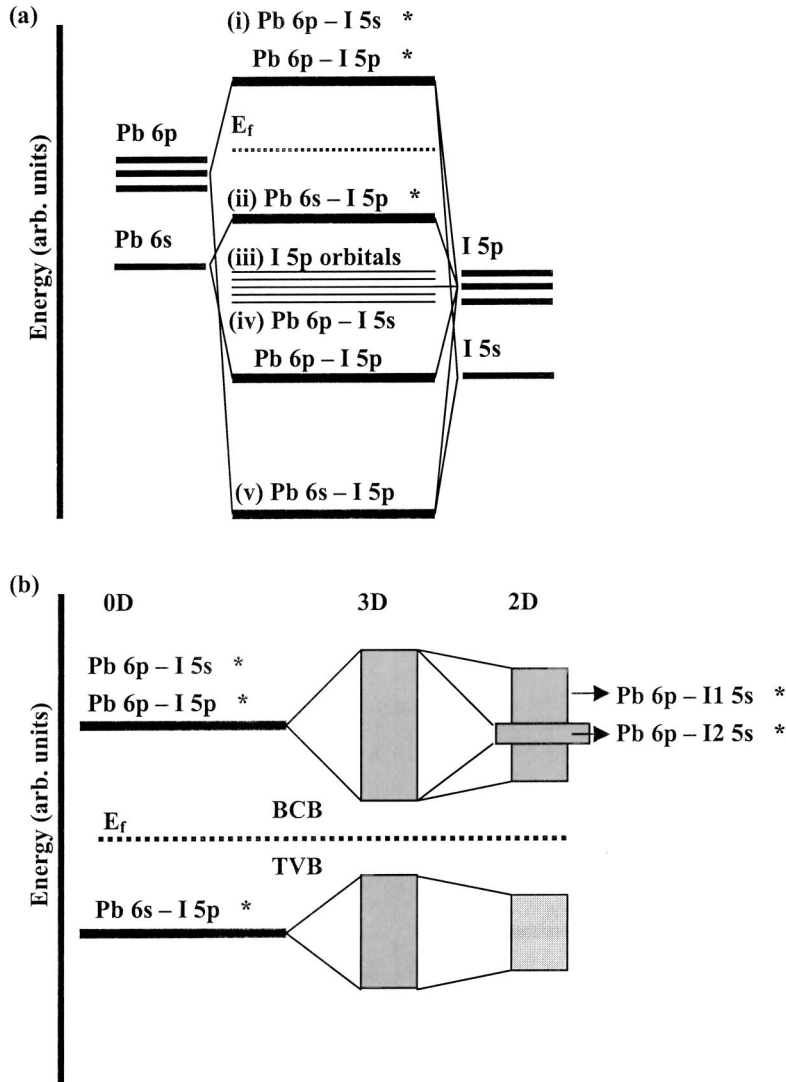 (a)
Energy (arb. units)
(i) Pb 6p – I 5s *
Pb 6p – I 5p *
Pb 6p
E_f
(ii) Pb 6s – I 5p *
Pb 6s
(iii) I 5p orbitals
I 5p
(iv) Pb 6p – I 5s
Pb 6p – I 5p
I 5s
(v) Pb 6s – I 5p
(b)
Energy (arb. units)
0D 3D 2D
Pb 6p – I 5s *
Pb 6p – I 5p *
Pb 6p – I1 5s *
Pb 6p – I2 5s *
BCB
E_f
TVB
Pb 6s – I 5p *